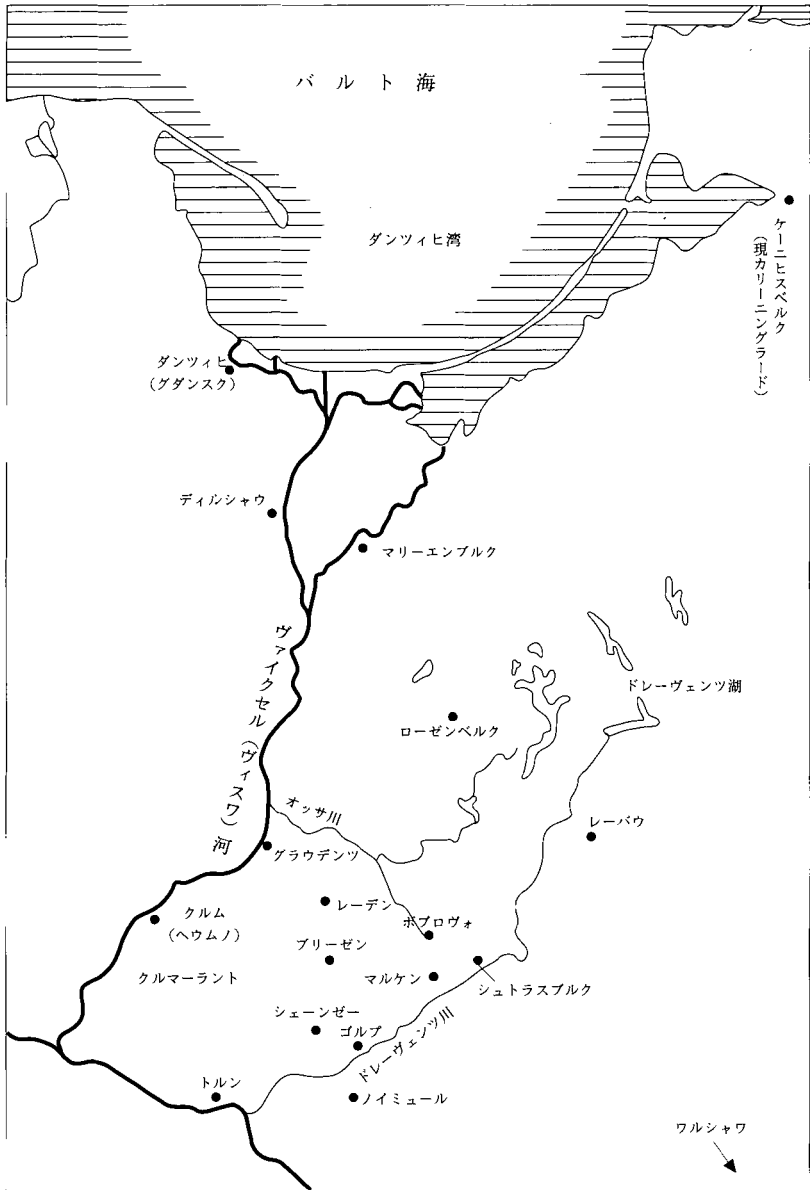 バルト海
ダンツィヒ湾
ケーニヒスベルク
(現カリーニングラード)
ダンツィヒ
(グダンスク)
ディルシャウ
マリーエンブルク
ヴァイクセル(ヴィスワ)河
ドレーヴェンツ湖
ローゼンベルク
オッサ川
レーバウ
グラウデンツ
レーデン
クルム
(ヘウムノ)
ボブロヴォ
ブリーゼン
クルマーラント
マルケン
シュトラスブルク
シェーンゼー
ゴルプ
ドレーヴェンツ川
トルン
ノイミュール
ワルシャワ